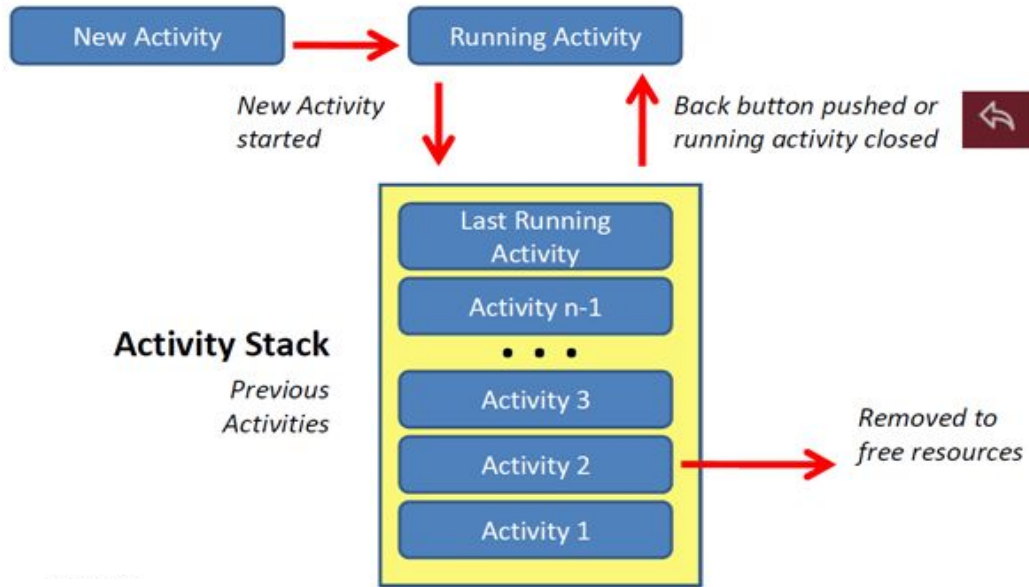 New Activity
Running Activity
New Activity
started
Back button pushed or
running activity closed
Last Running
Activity
Activity n-1
• • •
Activity Stack
Previous
Activities
Activity 3
Activity 2
Activity 1
Removed to
free resources